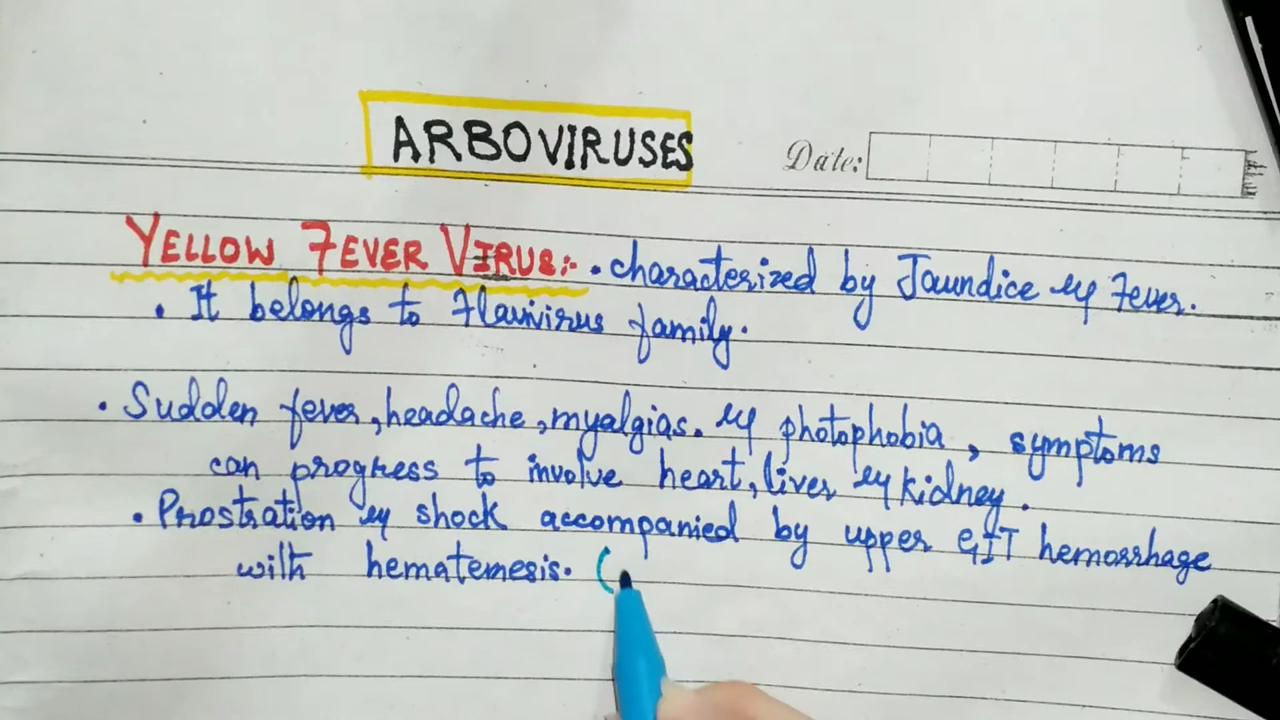 ARBOVIRUSES
Date:
YELLOW FEVER VIRUS:- • characterized by Jaundice & Fever.
• It belongs to Flavivirus family.
• Sudden fever, headache, myalgias. & photophobia, symptoms
can progress to involve heart, liver & kidney.
• Prostration & shock accompanied by upper GIT hemorrhage
with hematemesis. (